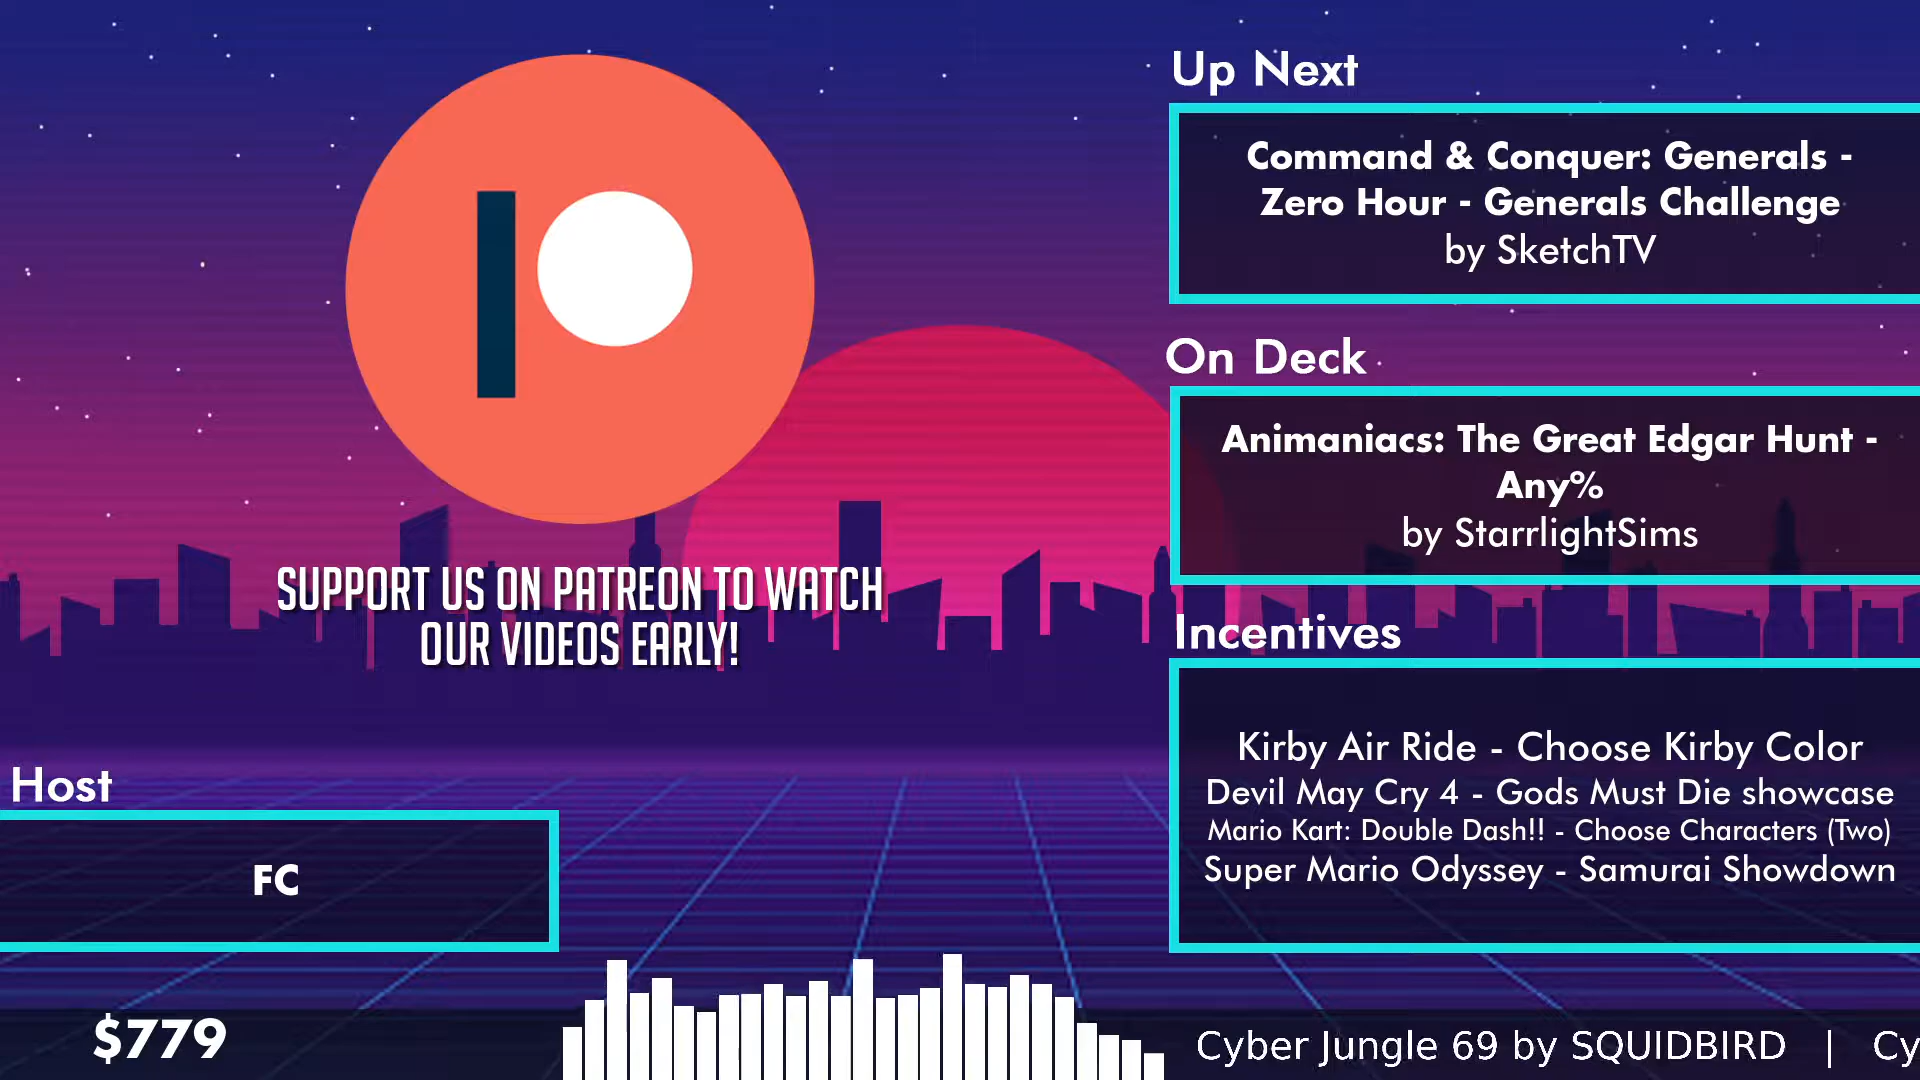 Up Next
Command & Conquer: Generals -
Zero Hour - Generals Challenge
by SketchTV
On Deck
Animaniacs: The Great Edgar Hunt -
Any%
by StarrlightSims
SUPPORT US ON PATREON TO WATCH
OUR VIDEOS EARLY!
Incentives
Kirby Air Ride - Choose Kirby Color
Devil May Cry 4 - Gods Must Die showcase
Mario Kart: Double Dash!! - Choose Characters (Two)
Super Mario Odyssey - Samurai Showdown
Host
FC
$779
Cyber Jungle 69 by SQUIDBIRD | Cy